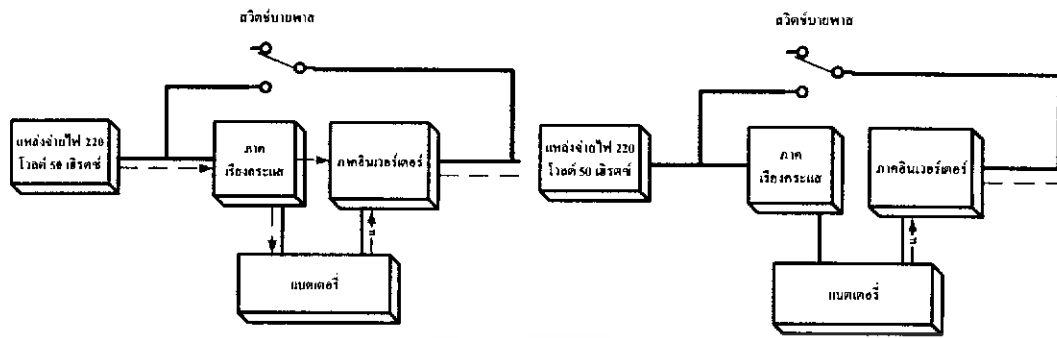 สวิตช์บายพาส
แหล่งจ่ายไฟ 220
โวลต์ 50 เฮิรตซ์
ภาค
เรียงกระแส
ภาคอินเวอร์เตอร์
แบตเตอรี่
สวิตช์บายพาส
แหล่งจ่ายไฟ 220
โวลต์ 50 เฮิรตซ์
ภาค
เรียงกระแส
ภาคอินเวอร์เตอร์
แบตเตอรี่